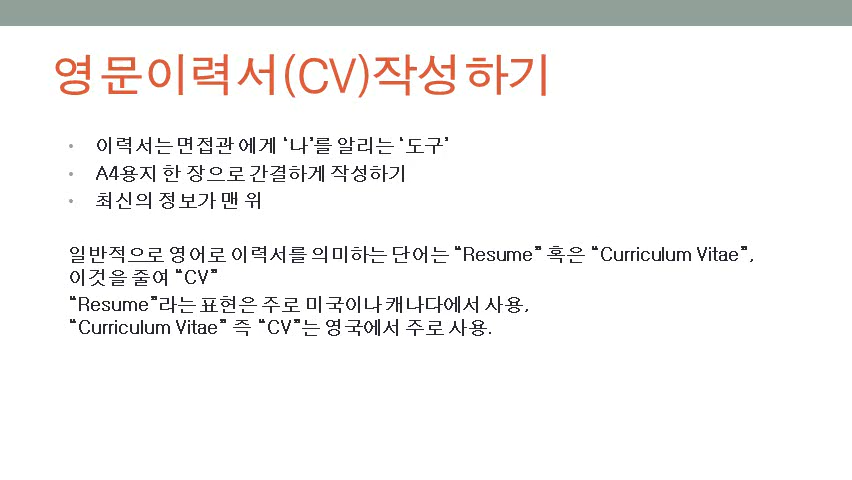 영문이력서(CV)작성하기
• 이력서는 면접관 에게 ‘나’를 알리는 ‘도구’
• A4용지 한 장으로 간결하게 작성하기
• 최신의 정보가 맨 위
일반적으로 영어로 이력서를 의미하는 단어는 “Resume” 혹은 “Curriculum Vitae”,
이것을 줄여 “CV”
“Resume”라는 표현은 주로 미국이나 캐나다에서 사용,
“Curriculum Vitae” 즉 “CV”는 영국에서 주로 사용.